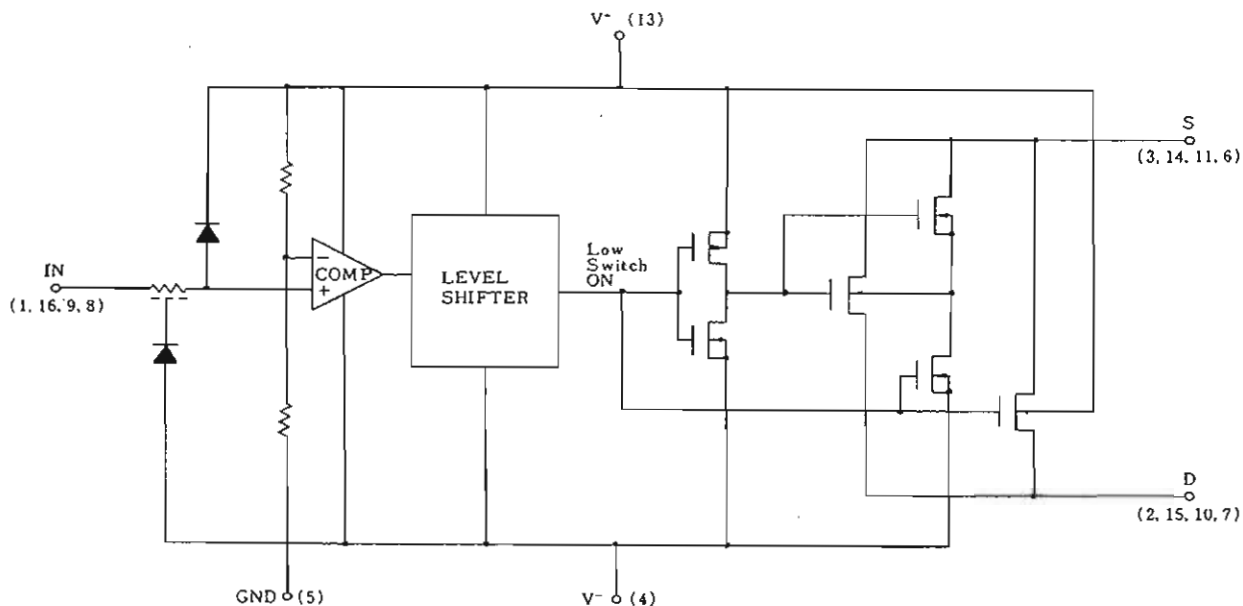 V⁺ (13)
S
(3, 14, 11, 6)
Low
Switch
ON
−
COMP
+
LEVEL
SHIFTER
IN
(1, 16, 9, 8)
D
(2, 15, 10, 7)
GND (5)
V⁻ (4)